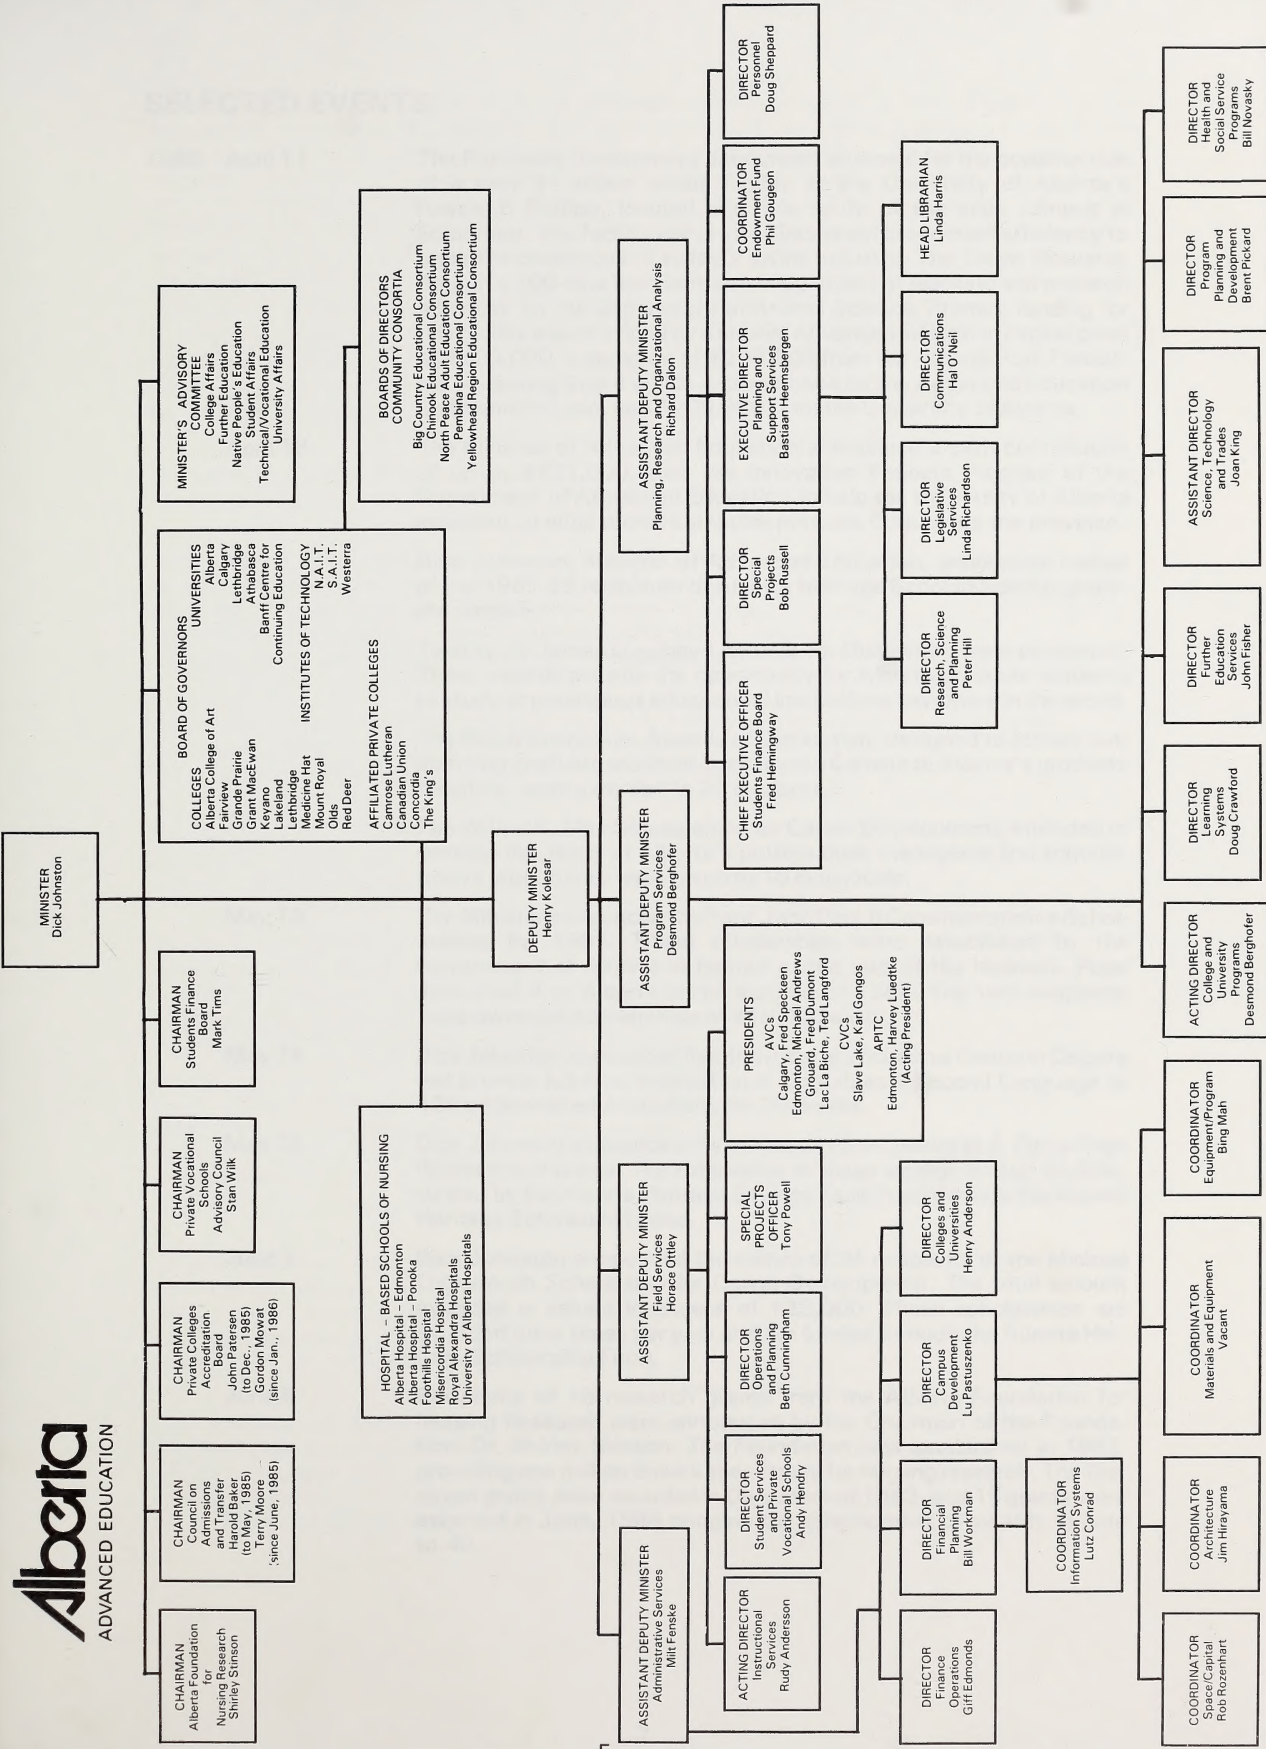 Alberta
ADVANCED EDUCATION
MINISTER
Dick Johnston
CHAIRMAN
Alberta Foundation
for
Nursing Research
Shirley Stinson
CHAIRMAN
Council on
Admissions
and Transfer
Harold Baker
(to May, 1985)
Terry Moore
(since June, 1985)
CHAIRMAN
Private Colleges
Accreditation
Board
John Patersen
(to Dec., 1985)
Gordon Mowat
(since Jan., 1986)
CHAIRMAN
Private Vocational
Schools
Advisory Council
Stan Wilk
CHAIRMAN
Students Finance
Board
Mark Tims
BOARD OF GOVERNORS
COLLEGES
Alberta College of Art
Fairview
Grande Prairie
Grant MacEwan
Keyano
Lakeland
Lethbridge
Medicine Hat
Mount Royal
Olds
Red Deer
UNIVERSITIES
Alberta
Calgary
Lethbridge
Athabasca
Banff Centre for
Continuing Education
INSTITUTES OF TECHNOLOGY
N.A.I.T.
S.A.I.T.
Westerra
AFFILIATED PRIVATE COLLEGES
Camrose Lutheran
Canadian Union
Concordia
The King's
MINISTER'S ADVISORY
COMMITTEE
College Affairs
Further Education
Native People's Education
Student Affairs
Technical/Vocational Education
University Affairs
HOSPITAL – BASED SCHOOLS OF NURSING
Alberta Hospital – Edmonton
Alberta Hospital – Ponoka
Foothills Hospital
Misericordia Hospital
Royal Alexandra Hospitals
University of Alberta Hospitals
BOARDS OF DIRECTORS
COMMUNITY CONSORTIA
Big Country Educational Consortium
Chinook Educational Consortium
North Peace Adult Education Consortium
Pembina Educational Consortium
Yellowhead Region Educational Consortium
DEPUTY MINISTER
Henry Kolesar
ASSISTANT DEPUTY MINISTER
Administrative Services
Milt Fenske
ASSISTANT DEPUTY MINISTER
Field Services
Horace Ottley
ASSISTANT DEPUTY MINISTER
Program Services
Desmond Berghofer
ASSISTANT DEPUTY MINISTER
Planning, Research and Organizational Analysis
Richard Dalon
ACTING DIRECTOR
Instructional
Services
Rudy Andersson
DIRECTOR
Student Services
and Private
Vocational Schools
Andy Hendry
DIRECTOR
Operations
and Planning
Beth Cunningham
SPECIAL
PROJECTS
OFFICER
Tony Powell
PRESIDENTS
AVCs
Calgary, Fred Speckeen
Edmonton, Michael Andrews
Grouard, Fred Dumont
Lac La Biche, Ted Langford
CVCs
Slave Lake, Karl Gongos
APITC
Edmonton, Harvey Luedtke
(Acting President)
CHIEF EXECUTIVE OFFICER
Students Finance Board
Fred Hemingway
DIRECTOR
Special
Projects
Bob Russell
EXECUTIVE DIRECTOR
Planning and
Support Services
Bastiaan Heemsbergen
COORDINATOR
Endowment Fund
Phil Gougeon
DIRECTOR
Personnel
Doug Sheppard
DIRECTOR
Finance
Operations
Giff Edmonds
DIRECTOR
Financial
Planning
Bill Workman
DIRECTOR
Campus
Development
Lu Pastuszenko
DIRECTOR
Colleges and
Universities
Henry Anderson
DIRECTOR
Research, Science
and Planning
Peter Hill
DIRECTOR
Legislative
Services
Linda Richardson
DIRECTOR
Communications
Hal O'Neil
HEAD LIBRARIAN
Linda Harris
COORDINATOR
Information Systems
Lutz Conrad
COORDINATOR
Space/Capital
Rob Rozenhart
COORDINATOR
Architecture
Jim Hirayama
COORDINATOR
Materials and Equipment
Vacant
COORDINATOR
Equipment/Program
Bing Mah
ACTING DIRECTOR
College and
University
Programs
Desmond Berghofer
DIRECTOR
Learning
Systems
Doug Crawford
DIRECTOR
Further
Education
Services
John Fisher
ASSISTANT DIRECTOR
Science, Technology
and Trades
Joan King
DIRECTOR
Program
Planning and
Development
Brent Pickard
DIRECTOR
Health and
Social Service
Programs
Bill Novasky
SELECTED EVENTS